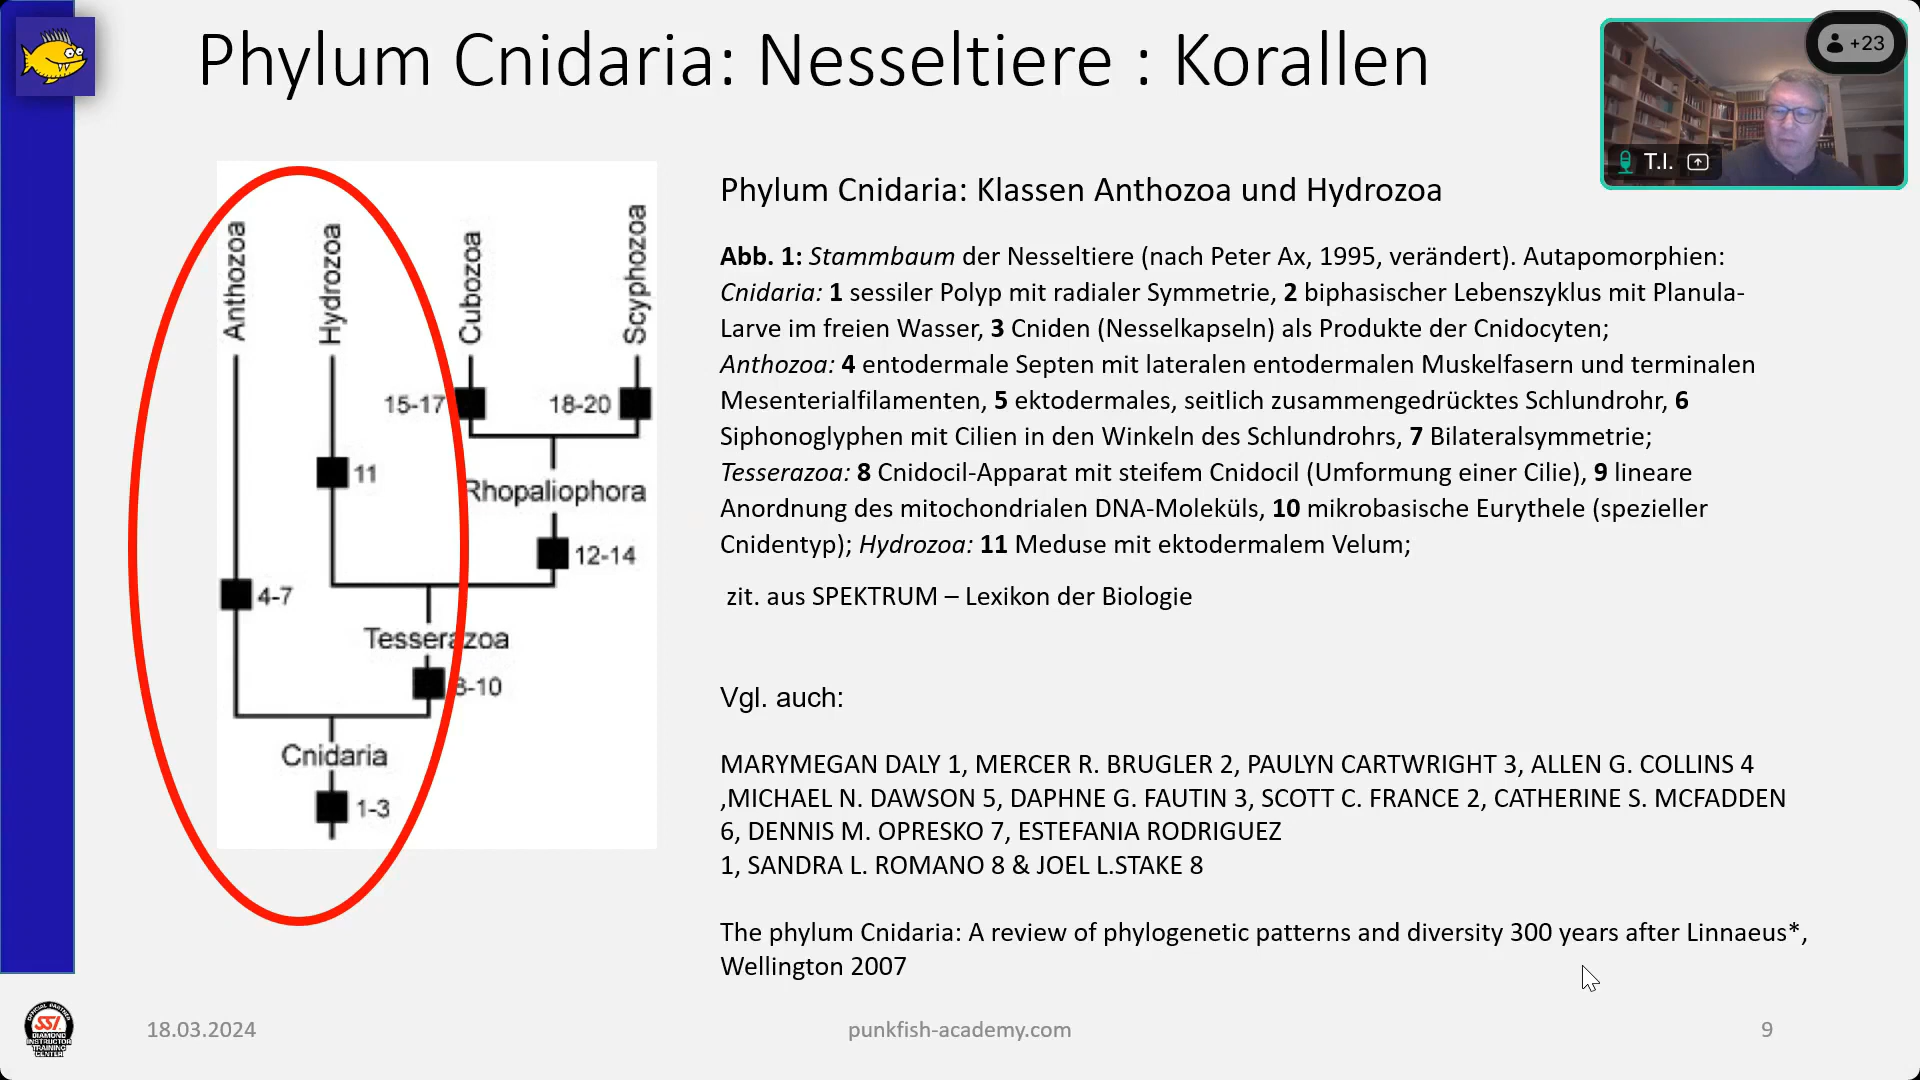 Phylum Cnidaria: Nesseltiere : Korallen
+23
T.I.
Anthozoa
Hydrozoa
Cubozoa
Scyphozoa
15-17
18-20
11
Rhopaliophora
12-14
4-7
Tesserazoa
8-10
Cnidaria
1-3
Phylum Cnidaria: Klassen Anthozoa und Hydrozoa
Abb. 1: Stammbaum der Nesseltiere (nach Peter Ax, 1995, verändert). Autapomorphien:
Cnidaria: 1 sessiler Polyp mit radialer Symmetrie, 2 biphasischer Lebenszyklus mit Planula-
Larve im freien Wasser, 3 Cniden (Nesselkapseln) als Produkte der Cnidocyten;
Anthozoa: 4 entodermale Septen mit lateralen entodermalen Muskelfasern und terminalen
Mesenterialfilamenten, 5 ektodermales, seitlich zusammengedrücktes Schlundrohr, 6
Siphonoglyphen mit Cilien in den Winkeln des Schlundrohrs, 7 Bilateralsymmetrie;
Tesserazoa: 8 Cnidocil-Apparat mit steifem Cnidocil (Umformung einer Cilie), 9 lineare
Anordnung des mitochondrialen DNA-Moleküls, 10 mikrobasische Eurythele (spezieller
Cnidentyp); Hydrozoa: 11 Meduse mit ektodermalem Velum;
zit. aus SPEKTRUM – Lexikon der Biologie
Vgl. auch:
MARYMEGAN DALY 1, MERCER R. BRUGLER 2, PAULYN CARTWRIGHT 3, ALLEN G. COLLINS 4
,MICHAEL N. DAWSON 5, DAPHNE G. FAUTIN 3, SCOTT C. FRANCE 2, CATHERINE S. MCFADDEN
6, DENNIS M. OPRESKO 7, ESTEFANIA RODRIGUEZ
1, SANDRA L. ROMANO 8 & JOEL L.STAKE 8
The phylum Cnidaria: A review of phylogenetic patterns and diversity 300 years after Linnaeus*,
Wellington 2007
SSI
DIAMOND
INSTRUCTOR
TRAINING
CENTER
18.03.2024
punkfish-academy.com
9